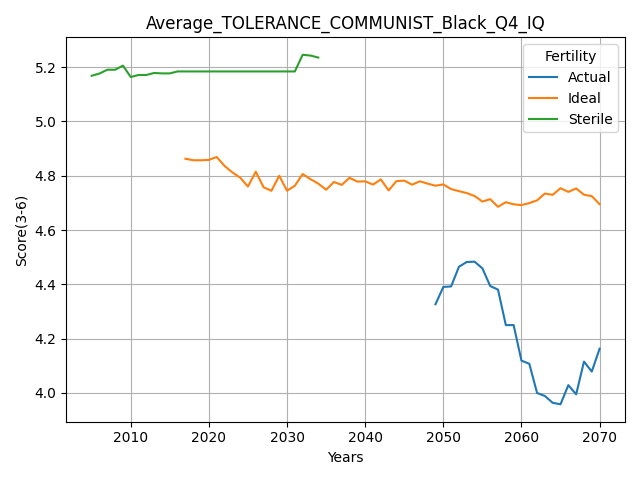 Average_TOLERANCE_COMMUNIST_Black_Q4_IQ
Fertility
Actual
Ideal
Sterile
Score(3-6)
5.2
5.0
4.8
4.6
4.4
4.2
4.0
2010 2020 2030 2040 2050 2060 2070
Years